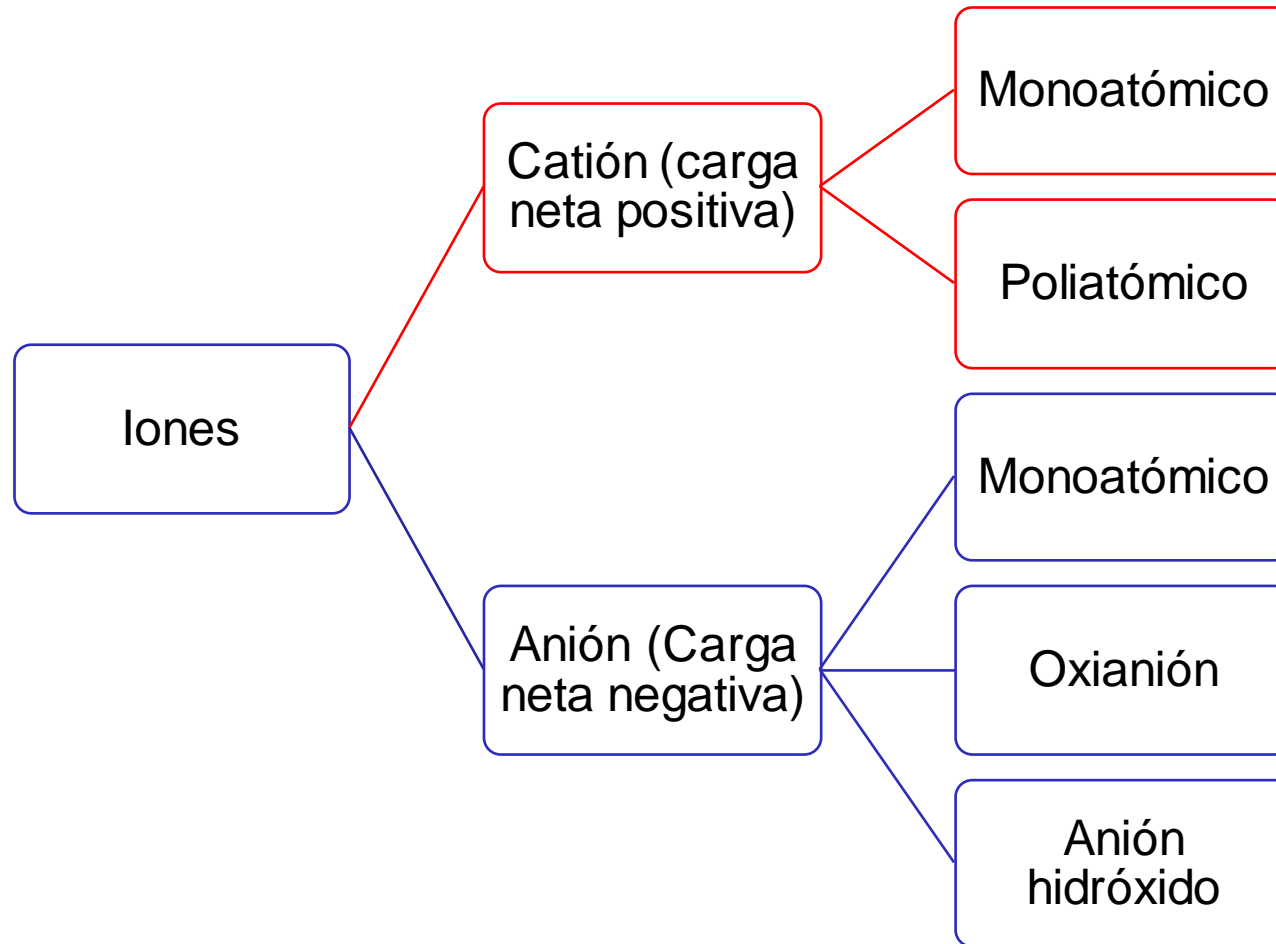 Iones
Catión (carga
neta positiva)
Monoatómico
Poliatómico
Anión (Carga
neta negativa)
Monoatómico
Oxianión
Anión
hidróxido